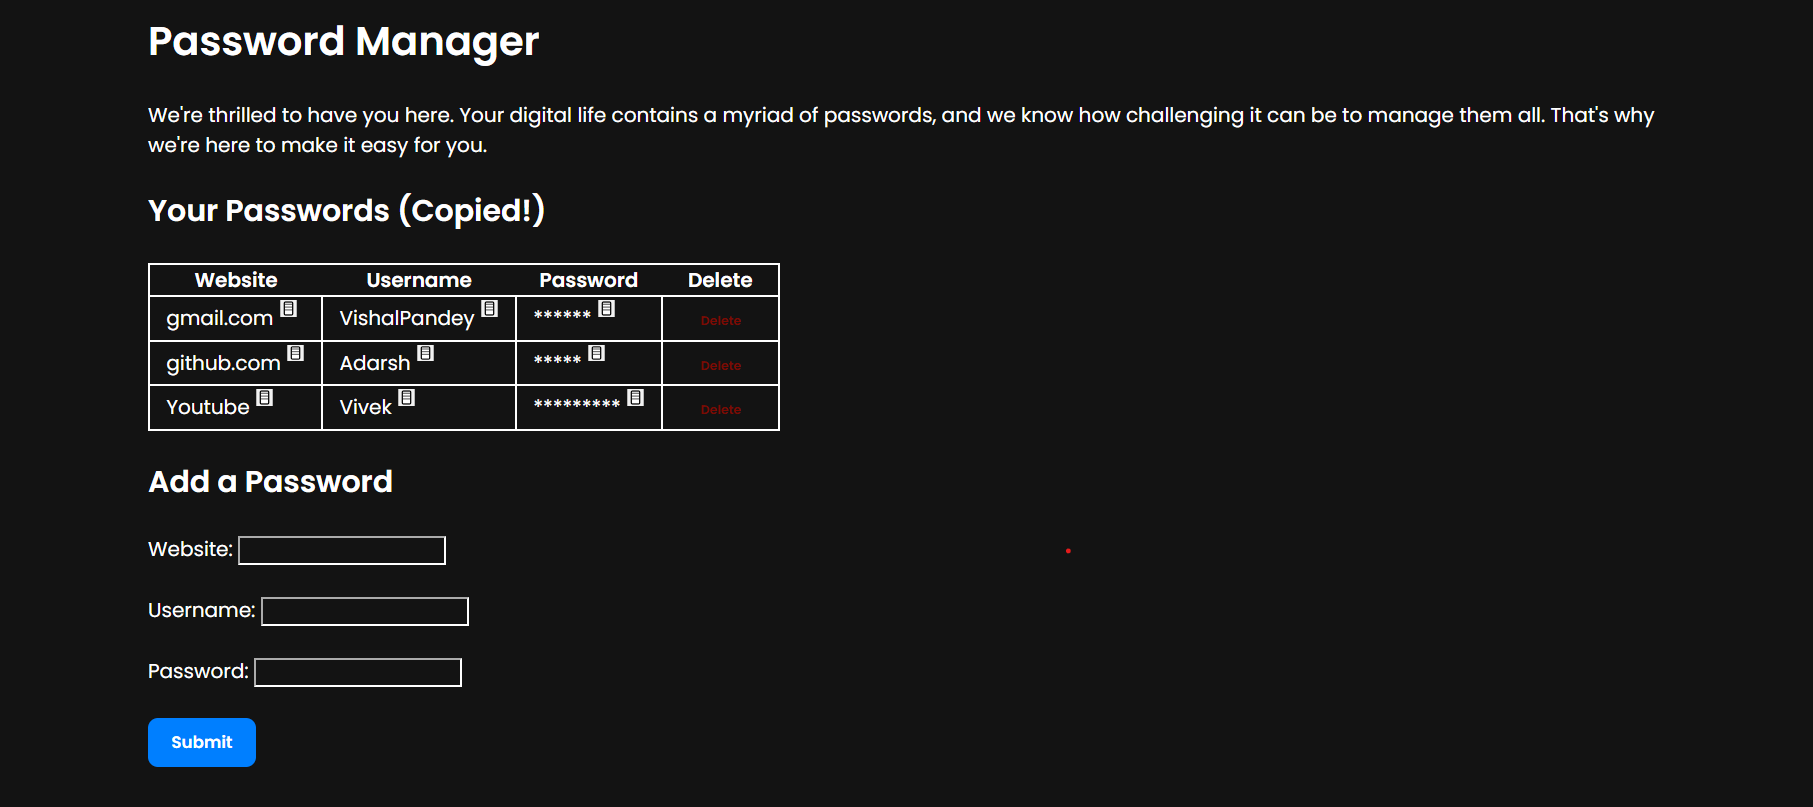 Password Manager
We're thrilled to have you here. Your digital life contains a myriad of passwords, and we know how challenging it can be to manage them all. That's why
we're here to make it easy for you.
Your Passwords (Copied!)
Website Username Password Delete
gmail.com VishalPandey ****** Delete
github.com Adarsh ***** Delete
Youtube Vivek ********* Delete
Add a Password
Website:
Username:
Password:
Submit